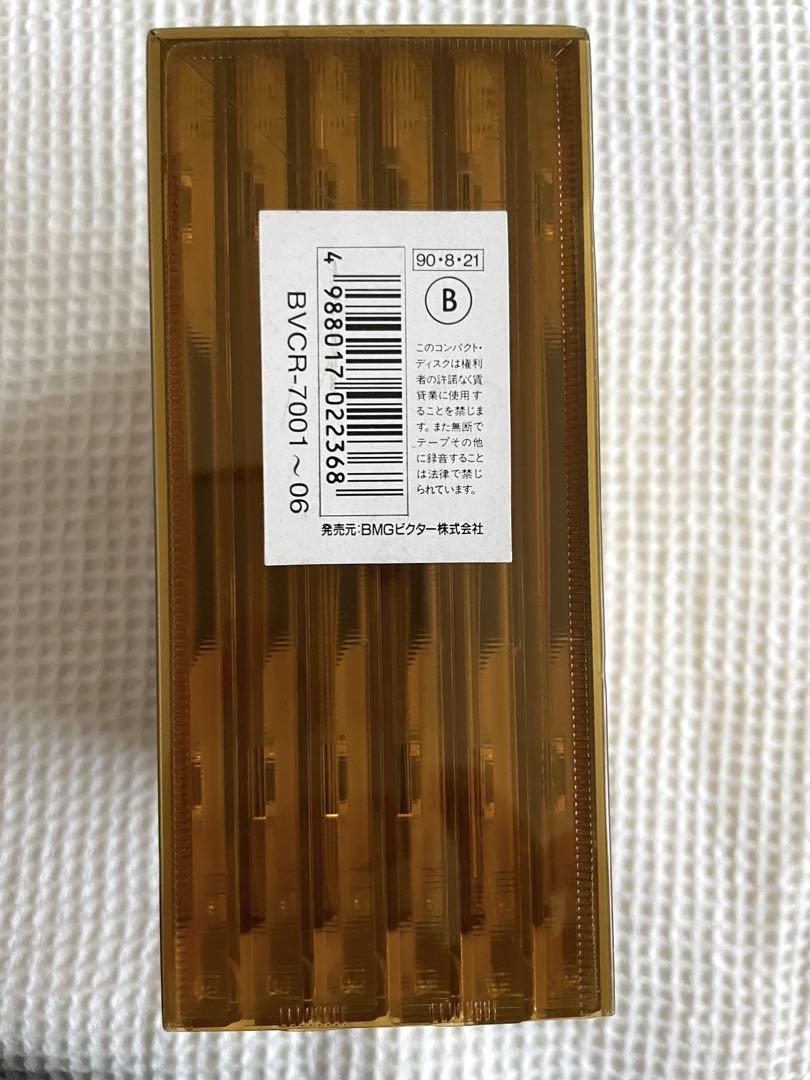 90・8・21
B
このコンパクト・
ディスクは権利
者の許諾なく賃
貸業に使用す
ることを禁じま
す。また無断で
テープその他
に録音すること
は法律で禁じ
られています。
4 988017 022368
BVCR-7001～06
発売元:BMGビクター株式会社